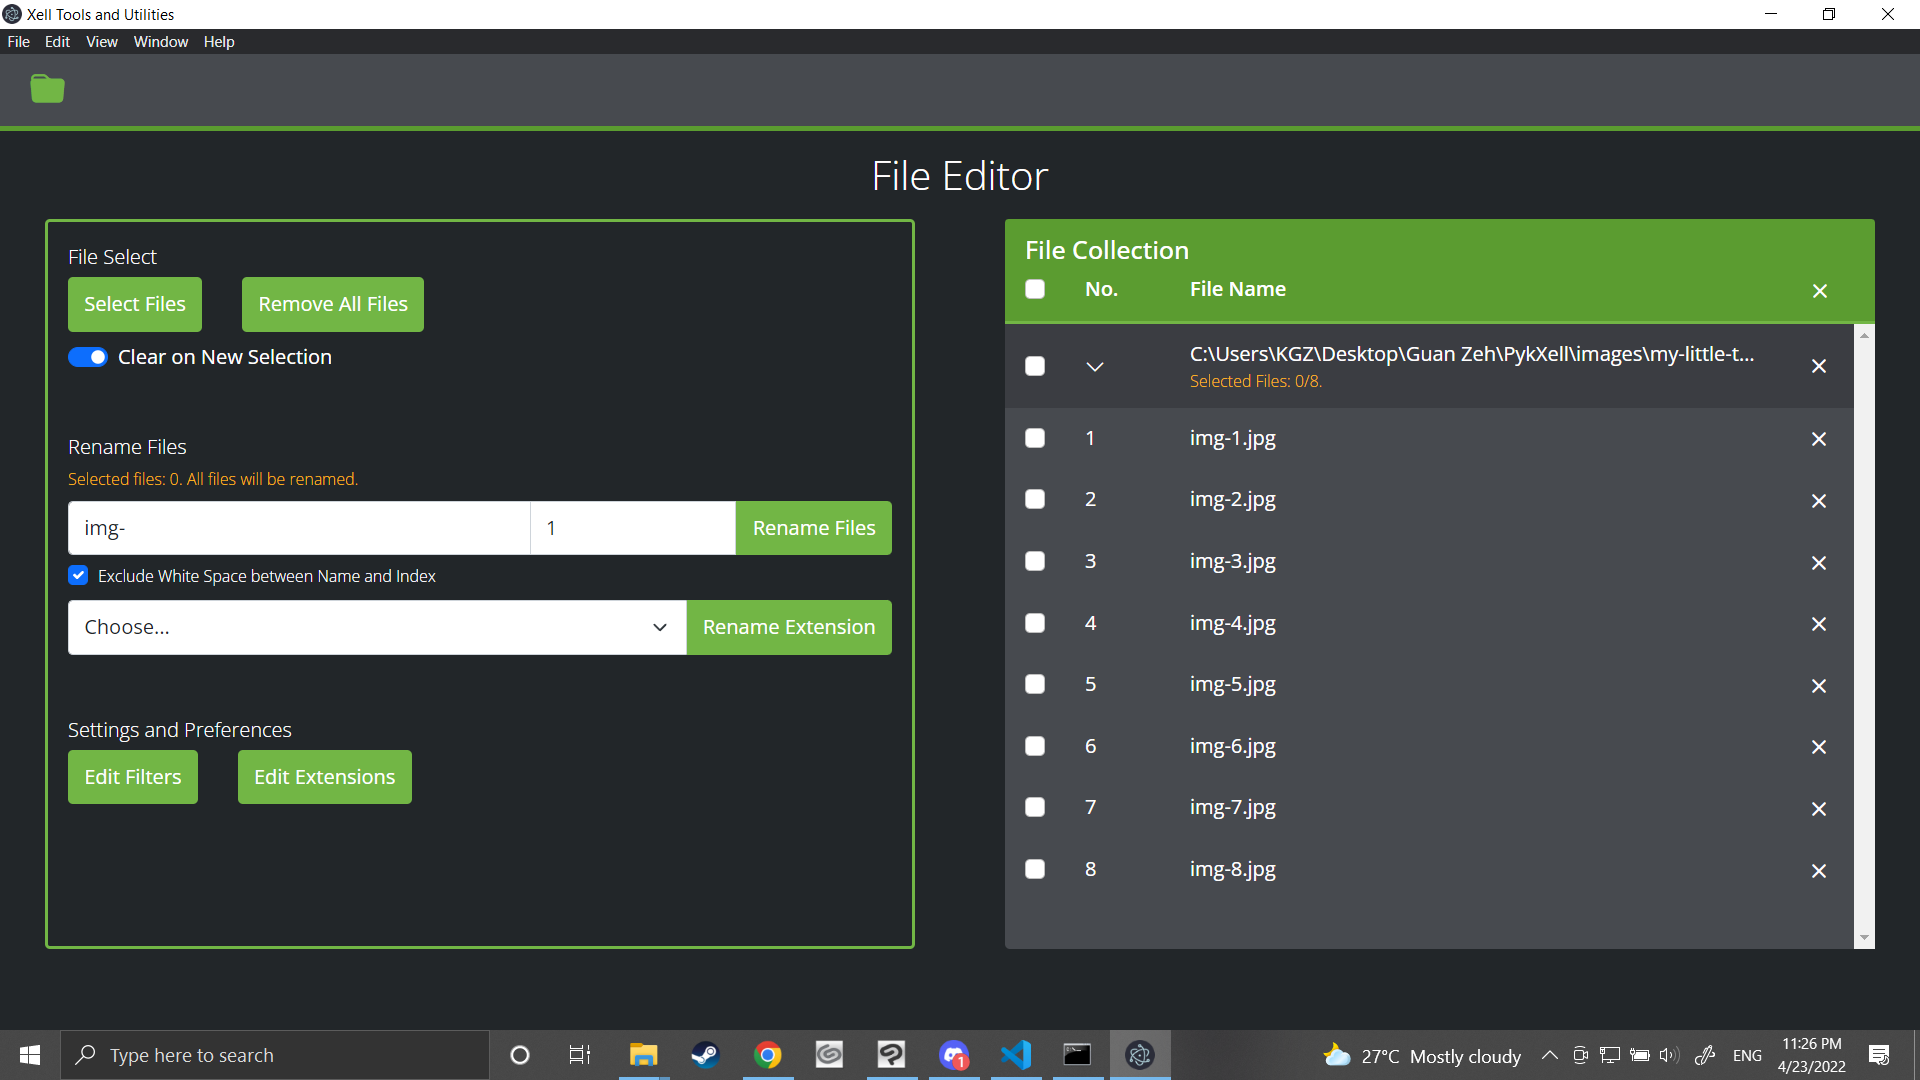 Xell Tools and Utilities
File Edit View Window Help
File Editor
File Select
Select Files Remove All Files
Clear on New Selection
Rename Files
Selected files: 0. All files will be renamed.
img- 1 Rename Files
Exclude White Space between Name and Index
Choose... Rename Extension
Settings and Preferences
Edit Filters Edit Extensions
File Collection
No. File Name
C:\Users\KGZ\Desktop\Guan Zeh\PykXell\images\my-little-t...
Selected Files: 0/8.
1 img-1.jpg
2 img-2.jpg
3 img-3.jpg
4 img-4.jpg
5 img-5.jpg
6 img-6.jpg
7 img-7.jpg
8 img-8.jpg
Type here to search
1
27°C Mostly cloudy
ENG
11:26 PM
4/23/2022